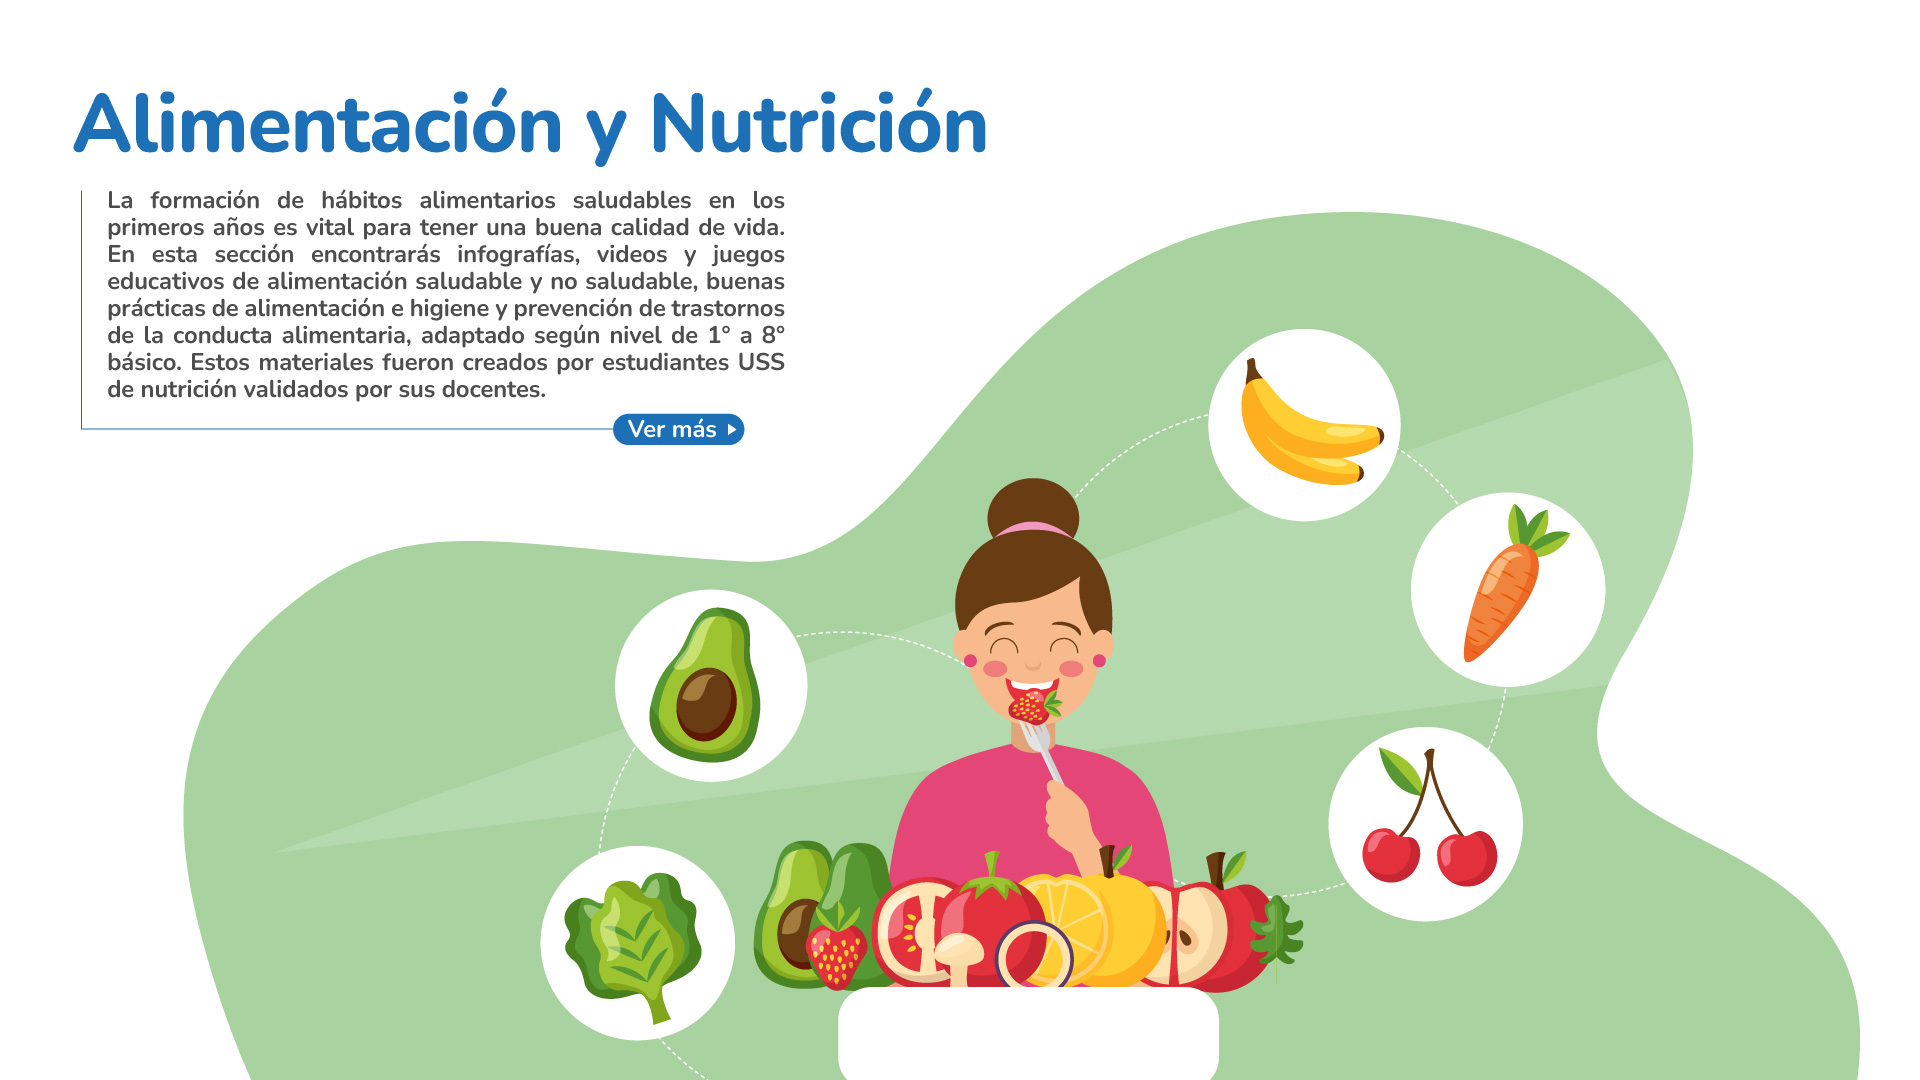 Alimentación y Nutrición
La formación de hábitos alimentarios saludables en los
primeros años es vital para tener una buena calidad de vida.
En esta sección encontrarás infografías, videos y juegos
educativos de alimentación saludable y no saludable, buenas
prácticas de alimentación e higiene y prevención de trastornos
de la conducta alimentaria, adaptado según nivel de 1° a 8°
básico. Estos materiales fueron creados por estudiantes USS
de nutrición validados por sus docentes.
Ver más